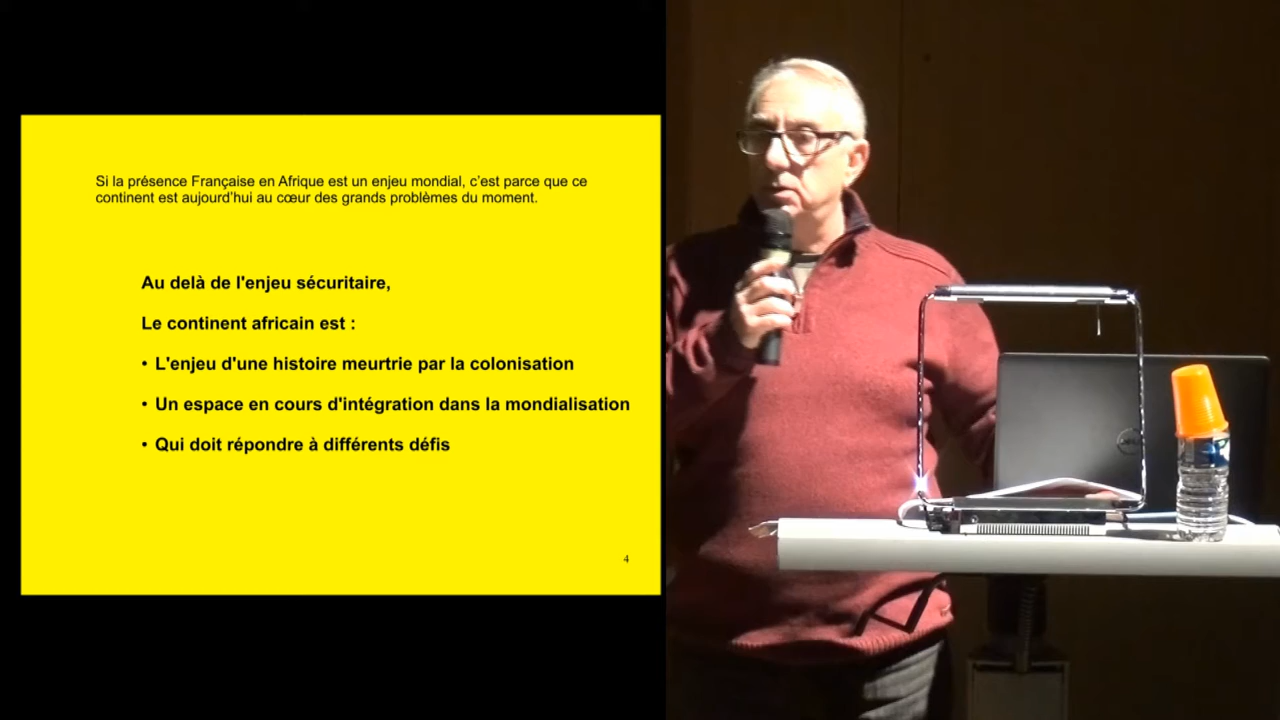 Si la présence Française en Afrique est un enjeu mondial, c’est parce que ce
continent est aujourd’hui au cœur des grands problèmes du moment.
Au delà de l'enjeu sécuritaire,
Le continent africain est :
• L'enjeu d'une histoire meurtrie par la colonisation
• Un espace en cours d'intégration dans la mondialisation
• Qui doit répondre à différents défis
4
DELL